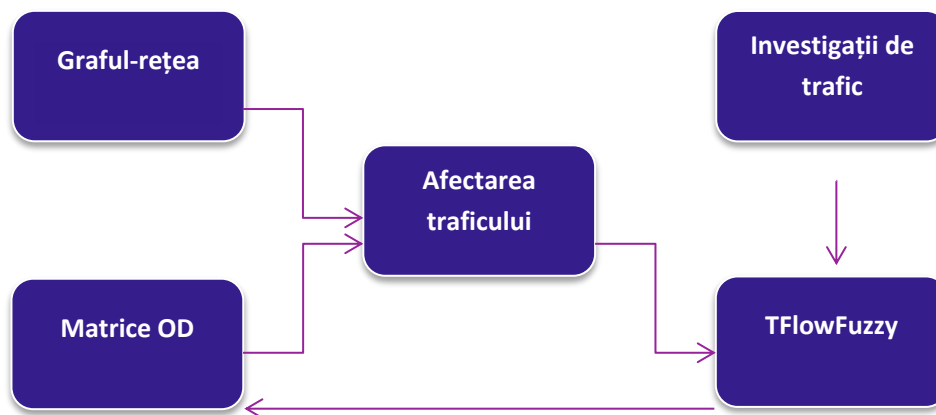 Graful-rețea
Investigații de
trafic
Afectarea
traficului
Matrice OD
TFlowFuzzy